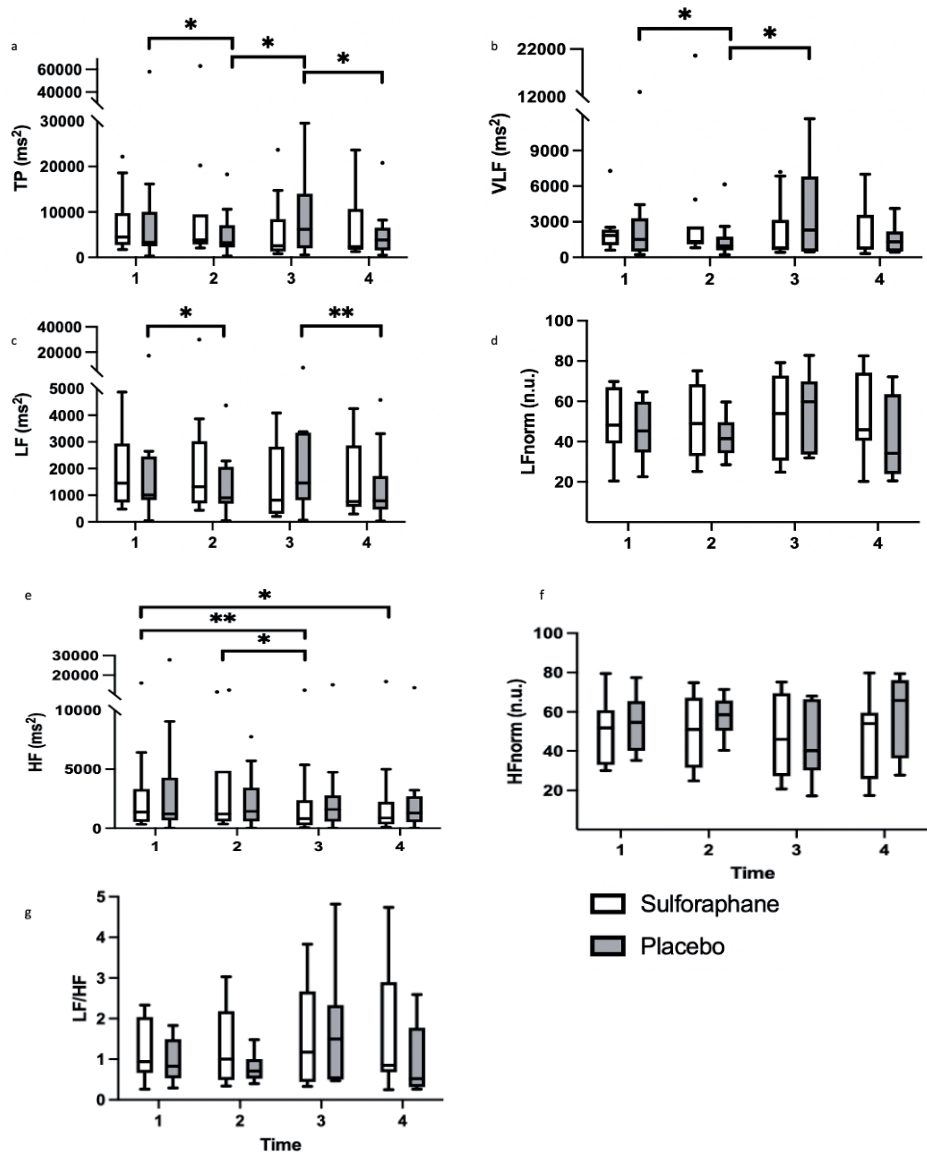 a
*
*
*
60000
40000
30000
20000
10000
0
TP (ms²)
1 2 3 4
b
*
*
22000
12000
9000
6000
3000
0
VLF (ms²)
1 2 3 4
c
*
**
40000
20000
5000
4000
3000
2000
1000
0
LF (ms²)
1 2 3 4
d
100
80
60
40
20
LFnorm (n.u.)
1 2 3 4
e
*
**
*
30000
20000
10000
5000
0
HF (ms²)
1 2 3 4
f
100
80
60
40
20
HFnorm (n.u.)
1 2 3 4
Time
Sulforaphane
Placebo
g
5
4
3
2
1
0
LF/HF
1 2 3 4
Time